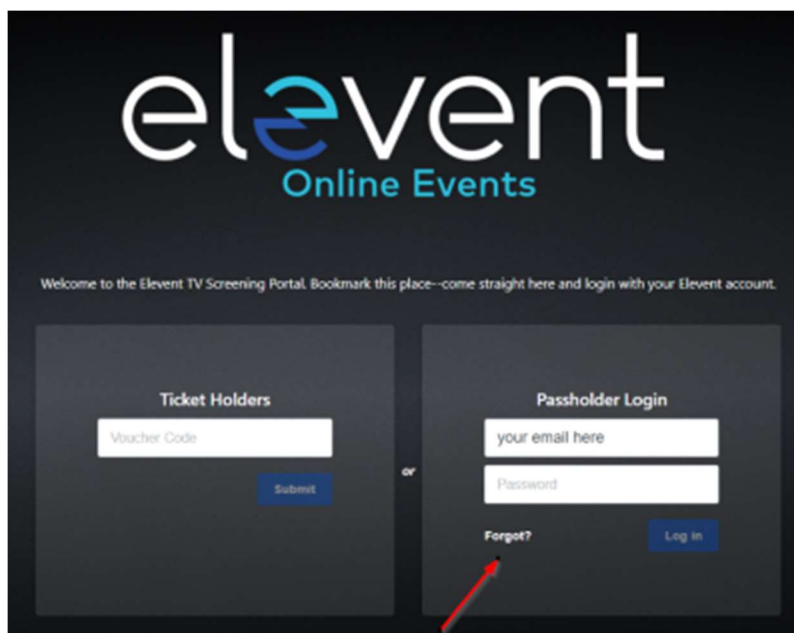 elevent
Online Events
Welcome to the Elevent TV Screening Portal. Bookmark this place--come straight here and login with your Elevent account.
Ticket Holders
Voucher Code
Submit
or
Passholder Login
your email here
Password
Forgot?
Log in